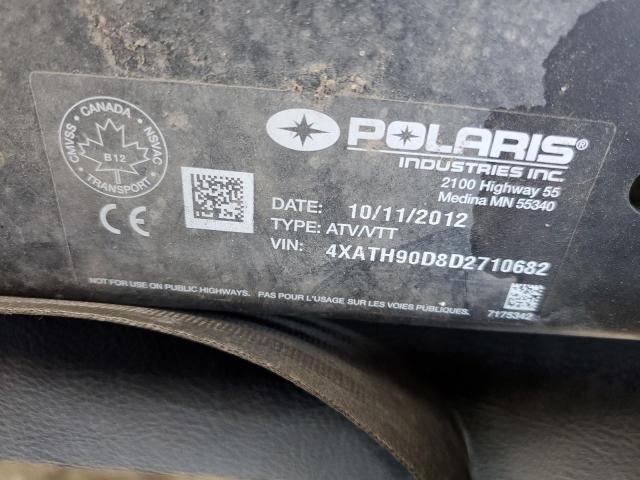 CANADA
CMVSS
NSVAC
B12
TRANSPORT
CE
POLARIS®
INDUSTRIES INC.
2100 Highway 55
Medina MN 55340
DATE: 10/11/2012
TYPE: ATV/VTT
VIN: 4XATH90D8D2710682
NOT FOR USE ON PUBLIC HIGHWAYS. PAS POUR L'USAGE SUR LES VOIES PUBLIQUES.
7175342